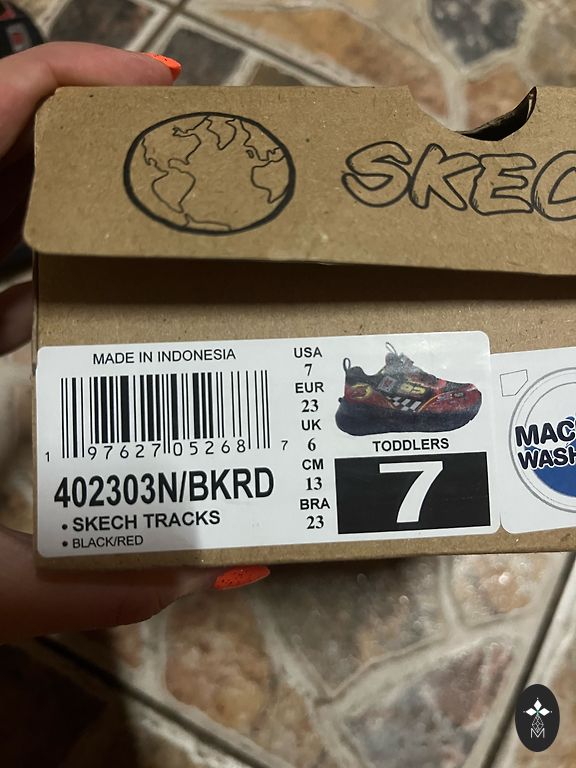 SKEC
MADE IN INDONESIA
1 97627 05268 7
402303N/BKRD
• SKECH TRACKS
• BLACK/RED
USA
7
EUR
23
UK
6
CM
13
BRA
23
TODDLERS
7
MAC
WASH
M